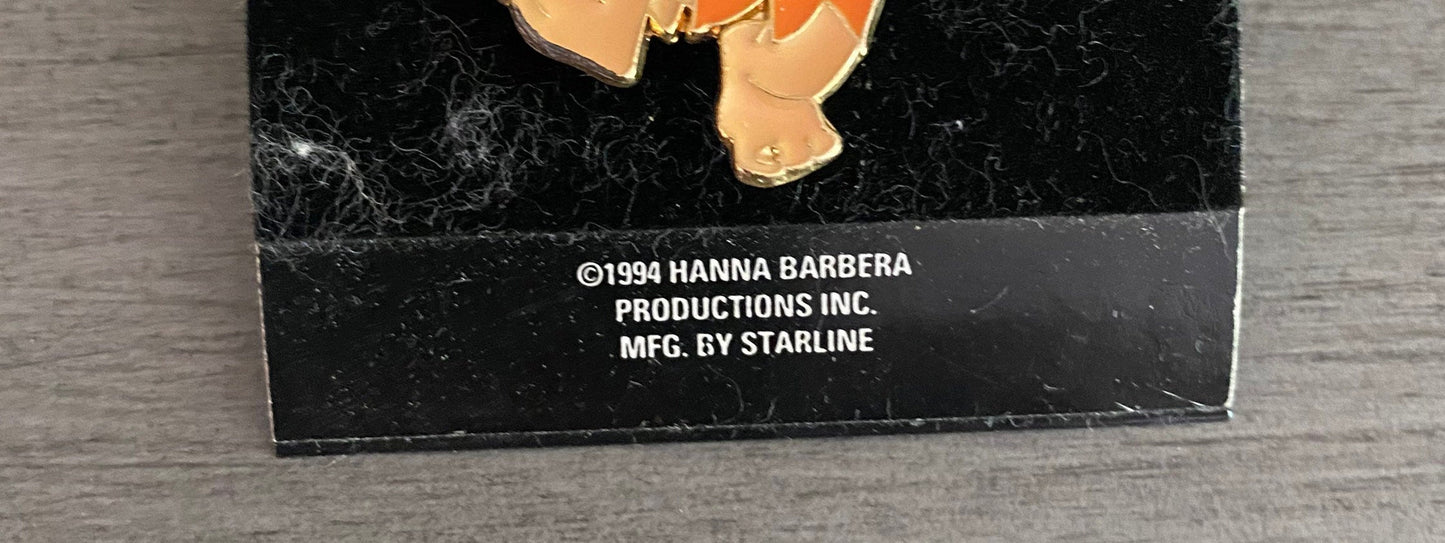 ©1994 HANNA BARBERA
PRODUCTIONS INC.
MFG. BY STARLINE